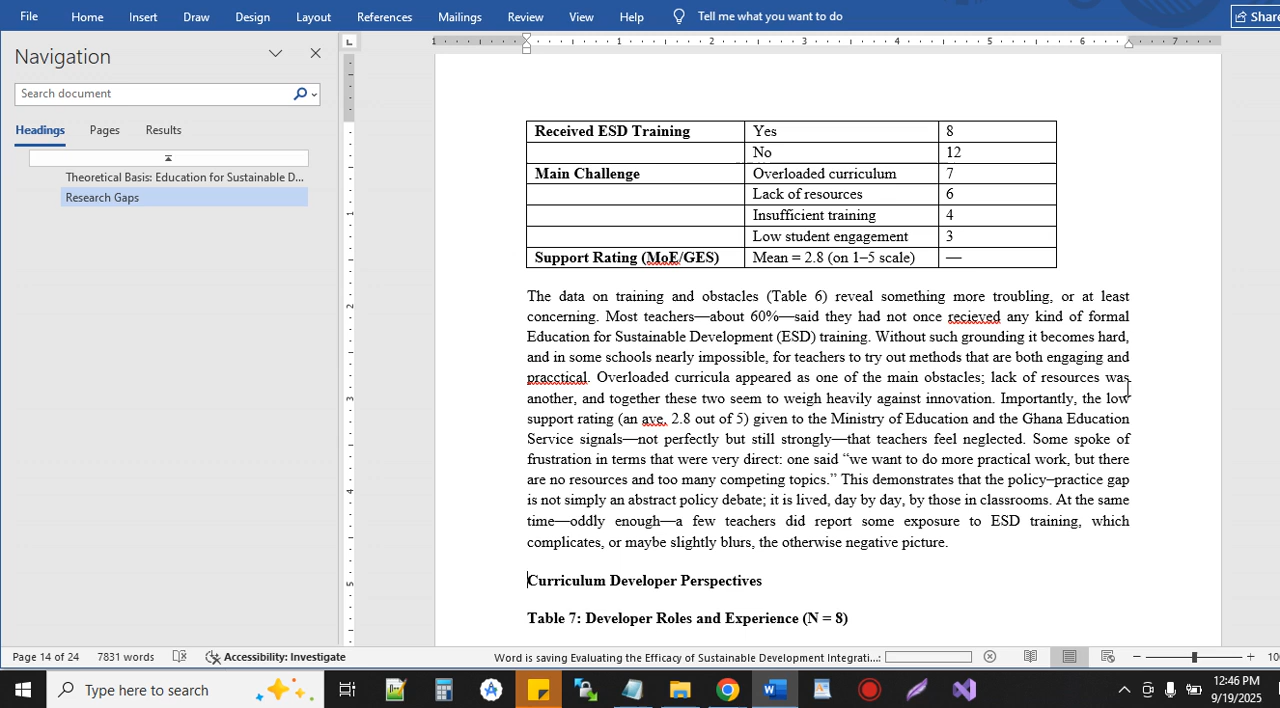 File Home Insert Draw Design Layout References Mailings Review View Help Tell me what you want to do Share
Navigation
Search document
Headings Pages Results
Theoretical Basis: Education for Sustainable D...
Research Gaps
1 1 2 3 4 5 6 7
1
2
3
4
5
Received ESD Training Yes 8
No 12
Main Challenge Overloaded curriculum 7
Lack of resources 6
Insufficient training 4
Low student engagement 3
Support Rating (MoE/GES) Mean = 2.8 (on 1–5 scale) —
The data on training and obstacles (Table 6) reveal something more troubling, or at least
concerning. Most teachers—about 60%—said they had not once recieved any kind of formal
Education for Sustainable Development (ESD) training. Without such grounding it becomes hard,
and in some schools nearly impossible, for teachers to try out methods that are both engaging and
pracctical. Overloaded curricula appeared as one of the main obstacles; lack of resources was
another, and together these two seem to weigh heavily against innovation. Importantly, the low
support rating (an ave. 2.8 out of 5) given to the Ministry of Education and the Ghana Education
Service signals—not perfectly but still strongly—that teachers feel neglected. Some spoke of
frustration in terms that were very direct: one said “we want to do more practical work, but there
are no resources and too many competing topics.” This demonstrates that the policy–practice gap
is not simply an abstract policy debate; it is lived, day by day, by those in classrooms. At the same
time—oddly enough—a few teachers did report some exposure to ESD training, which
complicates, or maybe slightly blurs, the otherwise negative picture.
Curriculum Developer Perspectives
Table 7: Developer Roles and Experience (N = 8)
Page 14 of 24 7831 words Accessibility: Investigate Word is saving Evaluating the Efficacy of Sustainable Development Integrati...: 10
Type here to search
12:46 PM
9/19/2025